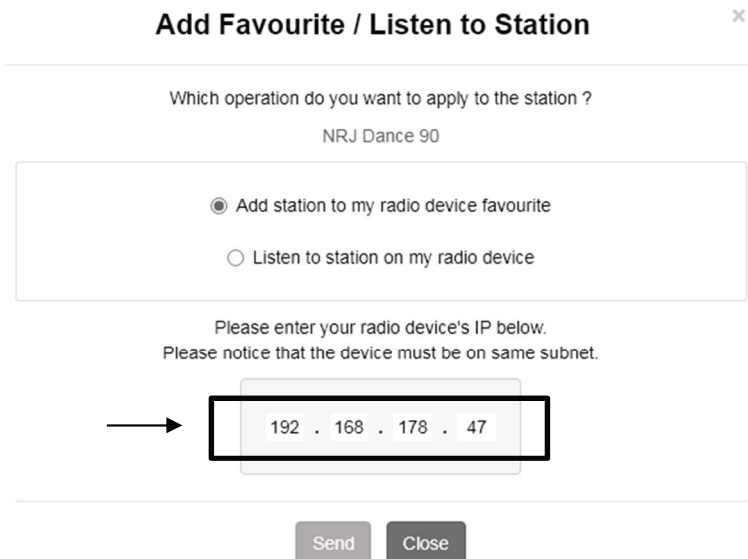 Add Favourite / Listen to Station
×
Which operation do you want to apply to the station ?
NRJ Dance 90
Add station to my radio device favourite
Listen to station on my radio device
Please enter your radio device's IP below.
Please notice that the device must be on same subnet.
192 . 168 . 178 . 47
Send Close